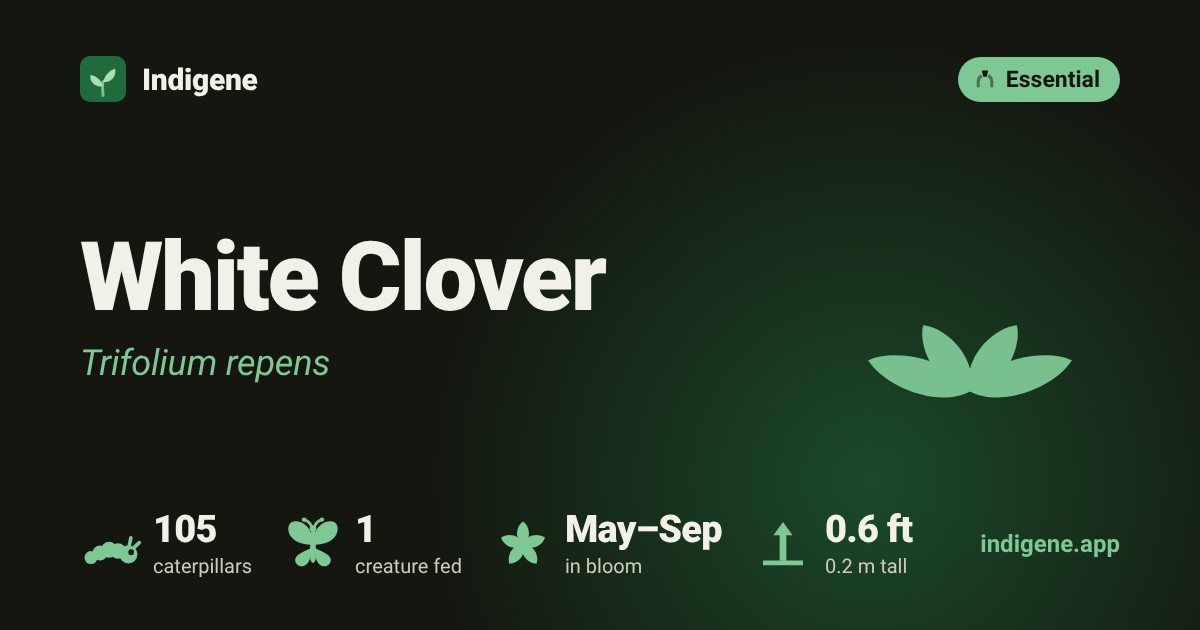 Indigene
Essential
White Clover
Trifolium repens
105
caterpillars
1
creature fed
May–Sep
in bloom
0.6 ft
0.2 m tall
indigene.app